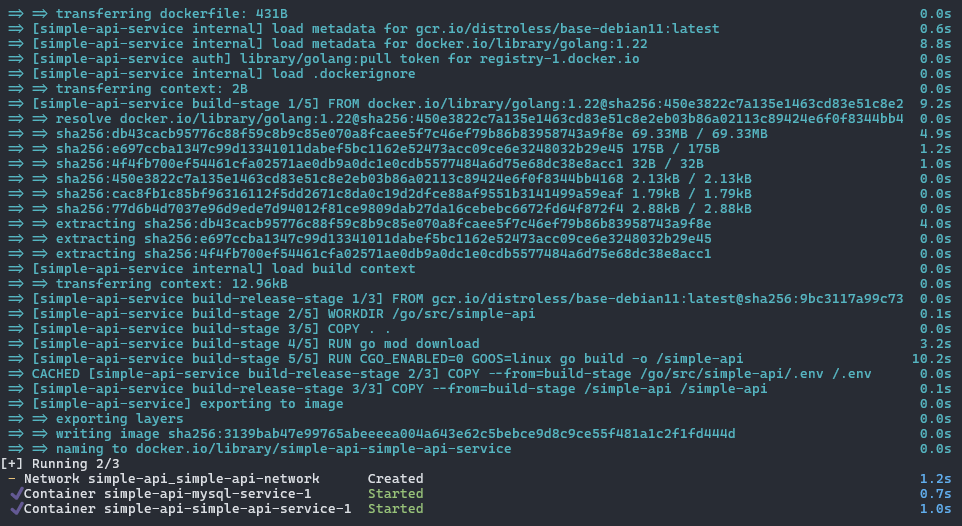 => => transferring dockerfile: 431B 0.0s
=> [simple-api-service internal] load metadata for gcr.io/distroless/base-debian11:latest 0.6s
=> [simple-api-service internal] load metadata for docker.io/library/golang:1.22 8.8s
=> [simple-api-service auth] library/golang:pull token for registry-1.docker.io 0.0s
=> [simple-api-service internal] load .dockerignore 0.0s
=> => transferring context: 2B 0.0s
=> [simple-api-service build-stage 1/5] FROM docker.io/library/golang:1.22@sha256:450e3822c7a135e1463cd83e51c8e2 9.2s
=> => resolve docker.io/library/golang:1.22@sha256:450e3822c7a135e1463cd83e51c8e2eb03b86a02113c89424e6f0f8344bb4 0.0s
=> => sha256:db43cacb95776c88f59c8b9c85e070a8fcaee5f7c46ef79b86b83958743a9f8e 69.33MB / 69.33MB 4.9s
=> => sha256:e697ccba1347c99d13341011dabef5bc1162e52473acc09ce6e3248032b29e45 175B / 175B 1.2s
=> => sha256:4f4fb700ef54461cfa02571ae0db9a0dc1e0cdb5577484a6d75e68dc38e8acc1 32B / 32B 1.0s
=> => sha256:450e3822c7a135e1463cd83e51c8e2eb03b86a02113c89424e6f0f8344bb4168 2.13kB / 2.13kB 0.0s
=> => sha256:cac8fb1c85bf96316112f5dd2671c8da0c19d2dfce88af9551b3141499a59eaf 1.79kB / 1.79kB 0.0s
=> => sha256:77d6b4d7037e96d9ede7d94012f81ce9809dab27da16cebebc6672fd64f872f4 2.88kB / 2.88kB 0.0s
=> => extracting sha256:db43cacb95776c88f59c8b9c85e070a8fcaee5f7c46ef79b86b83958743a9f8e 4.0s
=> => extracting sha256:e697ccba1347c99d13341011dabef5bc1162e52473acc09ce6e3248032b29e45 0.0s
=> => extracting sha256:4f4fb700ef54461cfa02571ae0db9a0dc1e0cdb5577484a6d75e68dc38e8acc1 0.0s
=> [simple-api-service internal] load build context 0.0s
=> => transferring context: 12.96kB 0.0s
=> [simple-api-service build-release-stage 1/3] FROM gcr.io/distroless/base-debian11:latest@sha256:9bc3117a99c73 0.0s
=> [simple-api-service build-stage 2/5] WORKDIR /go/src/simple-api 0.1s
=> [simple-api-service build-stage 3/5] COPY . . 0.0s
=> [simple-api-service build-stage 4/5] RUN go mod download 3.2s
=> [simple-api-service build-stage 5/5] RUN CGO_ENABLED=0 GOOS=linux go build -o /simple-api 10.2s
=> CACHED [simple-api-service build-release-stage 2/3] COPY --from=build-stage /go/src/simple-api/.env /.env 0.0s
=> [simple-api-service build-release-stage 3/3] COPY --from=build-stage /simple-api /simple-api 0.1s
=> [simple-api-service] exporting to image 0.0s
=> => exporting layers 0.0s
=> => writing image sha256:3139bab47e99765abeeeea004a643e62c5bebce9d8c9ce55f481a1c2f1fd444d 0.0s
=> => naming to docker.io/library/simple-api-simple-api-service 0.0s
[+] Running 2/3
- Network simple-api_simple-api-network Created 1.2s
✔Container simple-api-mysql-service-1 Started 0.7s
✔Container simple-api-simple-api-service-1 Started 1.0s